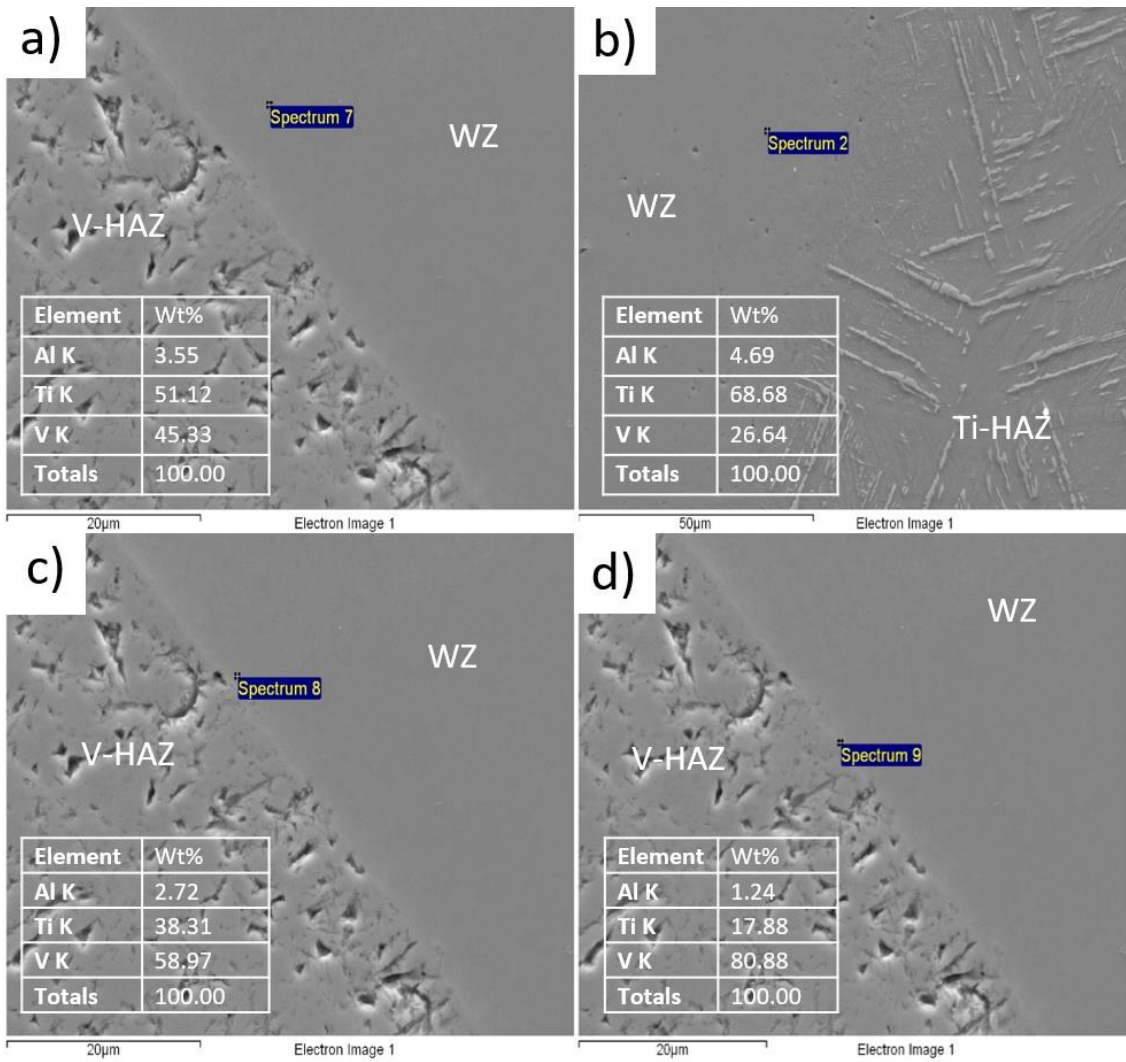 a)
Spectrum 7
WZ
V-HAZ
Element Wt%
Al K 3.55
Ti K 51.12
V K 45.33
Totals 100.00
20µm Electron Image 1
b)
Spectrum 2
WZ
Element Wt%
Al K 4.69
Ti K 68.68
V K 26.64
Totals 100.00
Ti-HAZ
50µm Electron Image 1
c)
WZ
Spectrum 8
V-HAZ
Element Wt%
Al K 2.72
Ti K 38.31
V K 58.97
Totals 100.00
20µm Electron Image 1
d)
WZ
Spectrum 9
V-HAZ
Element Wt%
Al K 1.24
Ti K 17.88
V K 80.88
Totals 100.00
20µm Electron Image 1